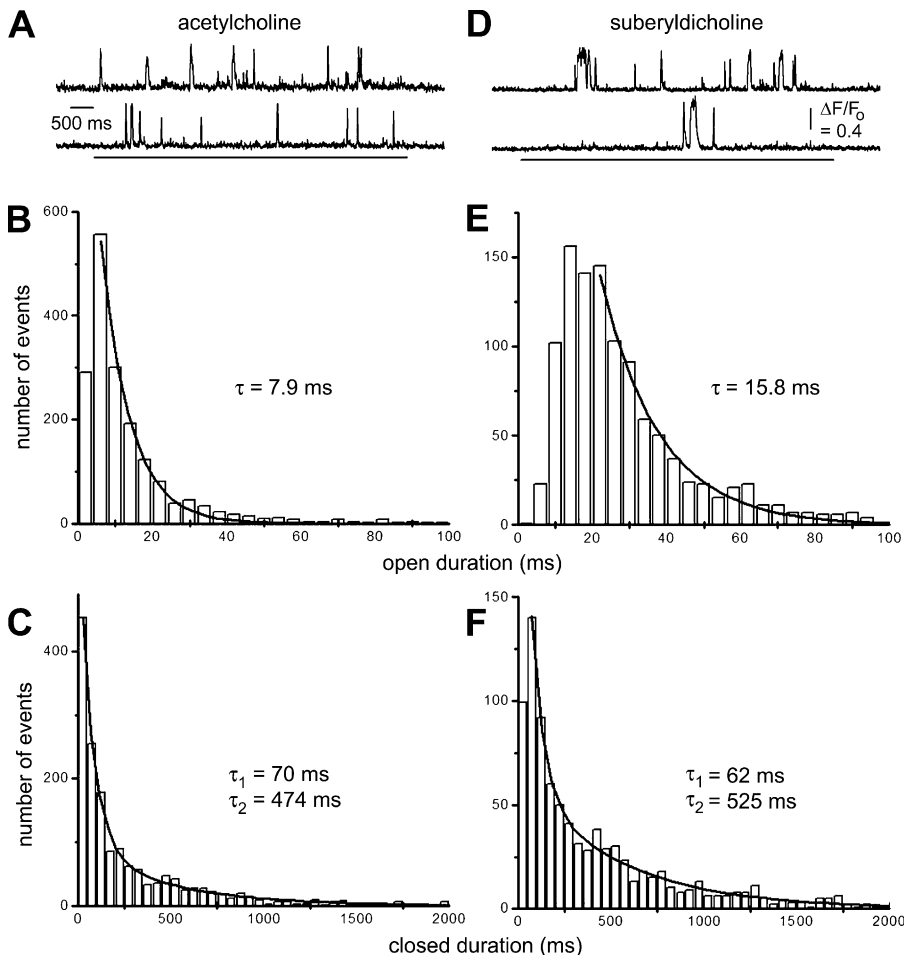 A
acetylcholine
500 ms
D
suberyldicholine
ΔF/Fo
= 0.4
B
number of events
600
400
200
0
τ = 7.9 ms
0 20 40 60 80 100
E
150
100
50
0
τ = 15.8 ms
0 20 40 60 80 100
open duration (ms)
C
number of events
400
200
0
τ1 = 70 ms
τ2 = 474 ms
0 500 1000 1500 2000
F
150
100
50
0
τ1 = 62 ms
τ2 = 525 ms
0 500 1000 1500 2000
closed duration (ms)